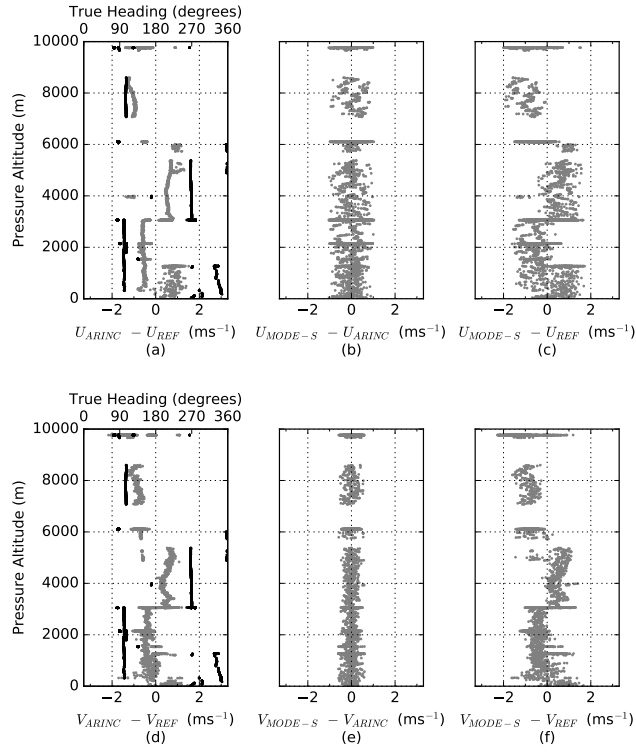 True Heading (degrees)
0 90 180 270 360
10000
8000
6000
4000
2000
0
Pressure Altitude (m)
−2 0 2
−2 0 2
−2 0 2
U_ARINC − U_REF (ms⁻¹)
U_MODE−S − U_ARINC (ms⁻¹)
U_MODE−S − U_REF (ms⁻¹)
(a)
(b)
(c)
True Heading (degrees)
0 90 180 270 360
10000
8000
6000
4000
2000
0
Pressure Altitude (m)
−2 0 2
−2 0 2
−2 0 2
V_ARINC − V_REF (ms⁻¹)
V_MODE−S − V_ARINC (ms⁻¹)
V_MODE−S − V_REF (ms⁻¹)
(d)
(e)
(f)